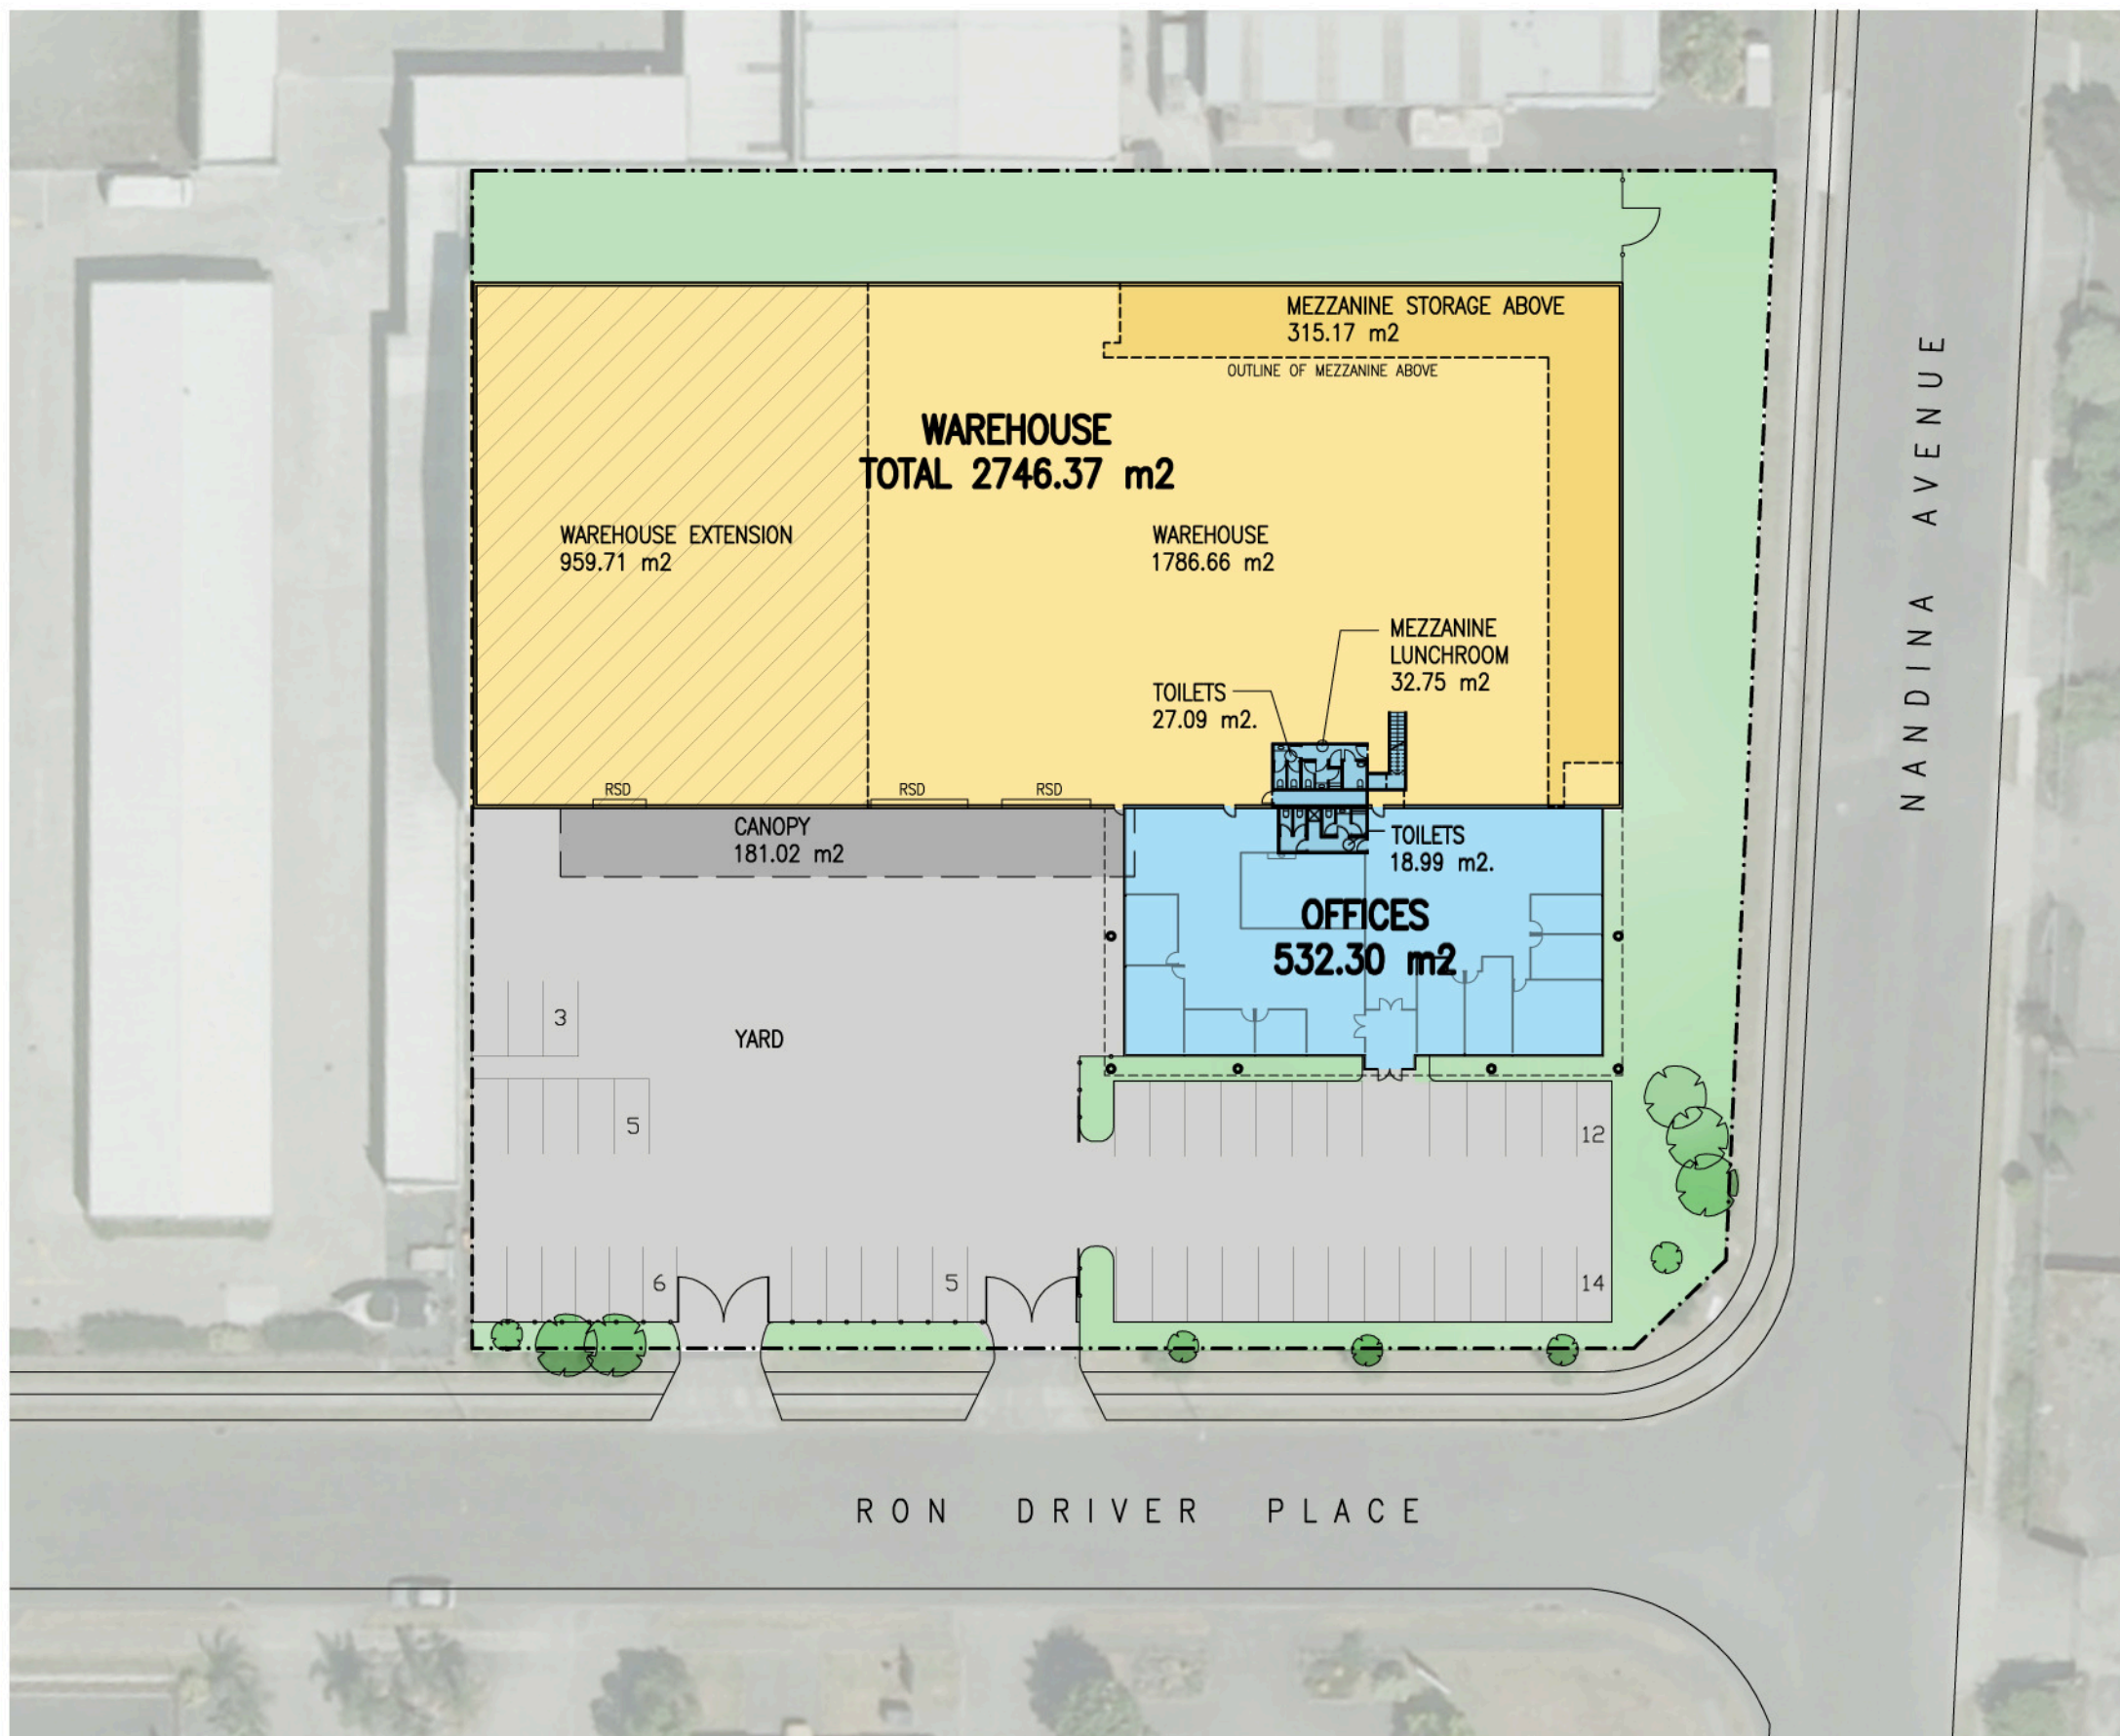 MEZZANINE STORAGE ABOVE
315.17 m2
OUTLINE OF MEZZANINE ABOVE
WAREHOUSE
TOTAL 2746.37 m2
WAREHOUSE EXTENSION
959.71 m2
WAREHOUSE
1786.66 m2
MEZZANINE
LUNCHROOM
32.75 m2
TOILETS
27.09 m2.
RSD
RSD
RSD
CANOPY
181.02 m2
TOILETS
18.99 m2.
OFFICES
532.30 m2
3
YARD
5
12
6
5
14
NANDINA AVENUE
RON DRIVER PLACE